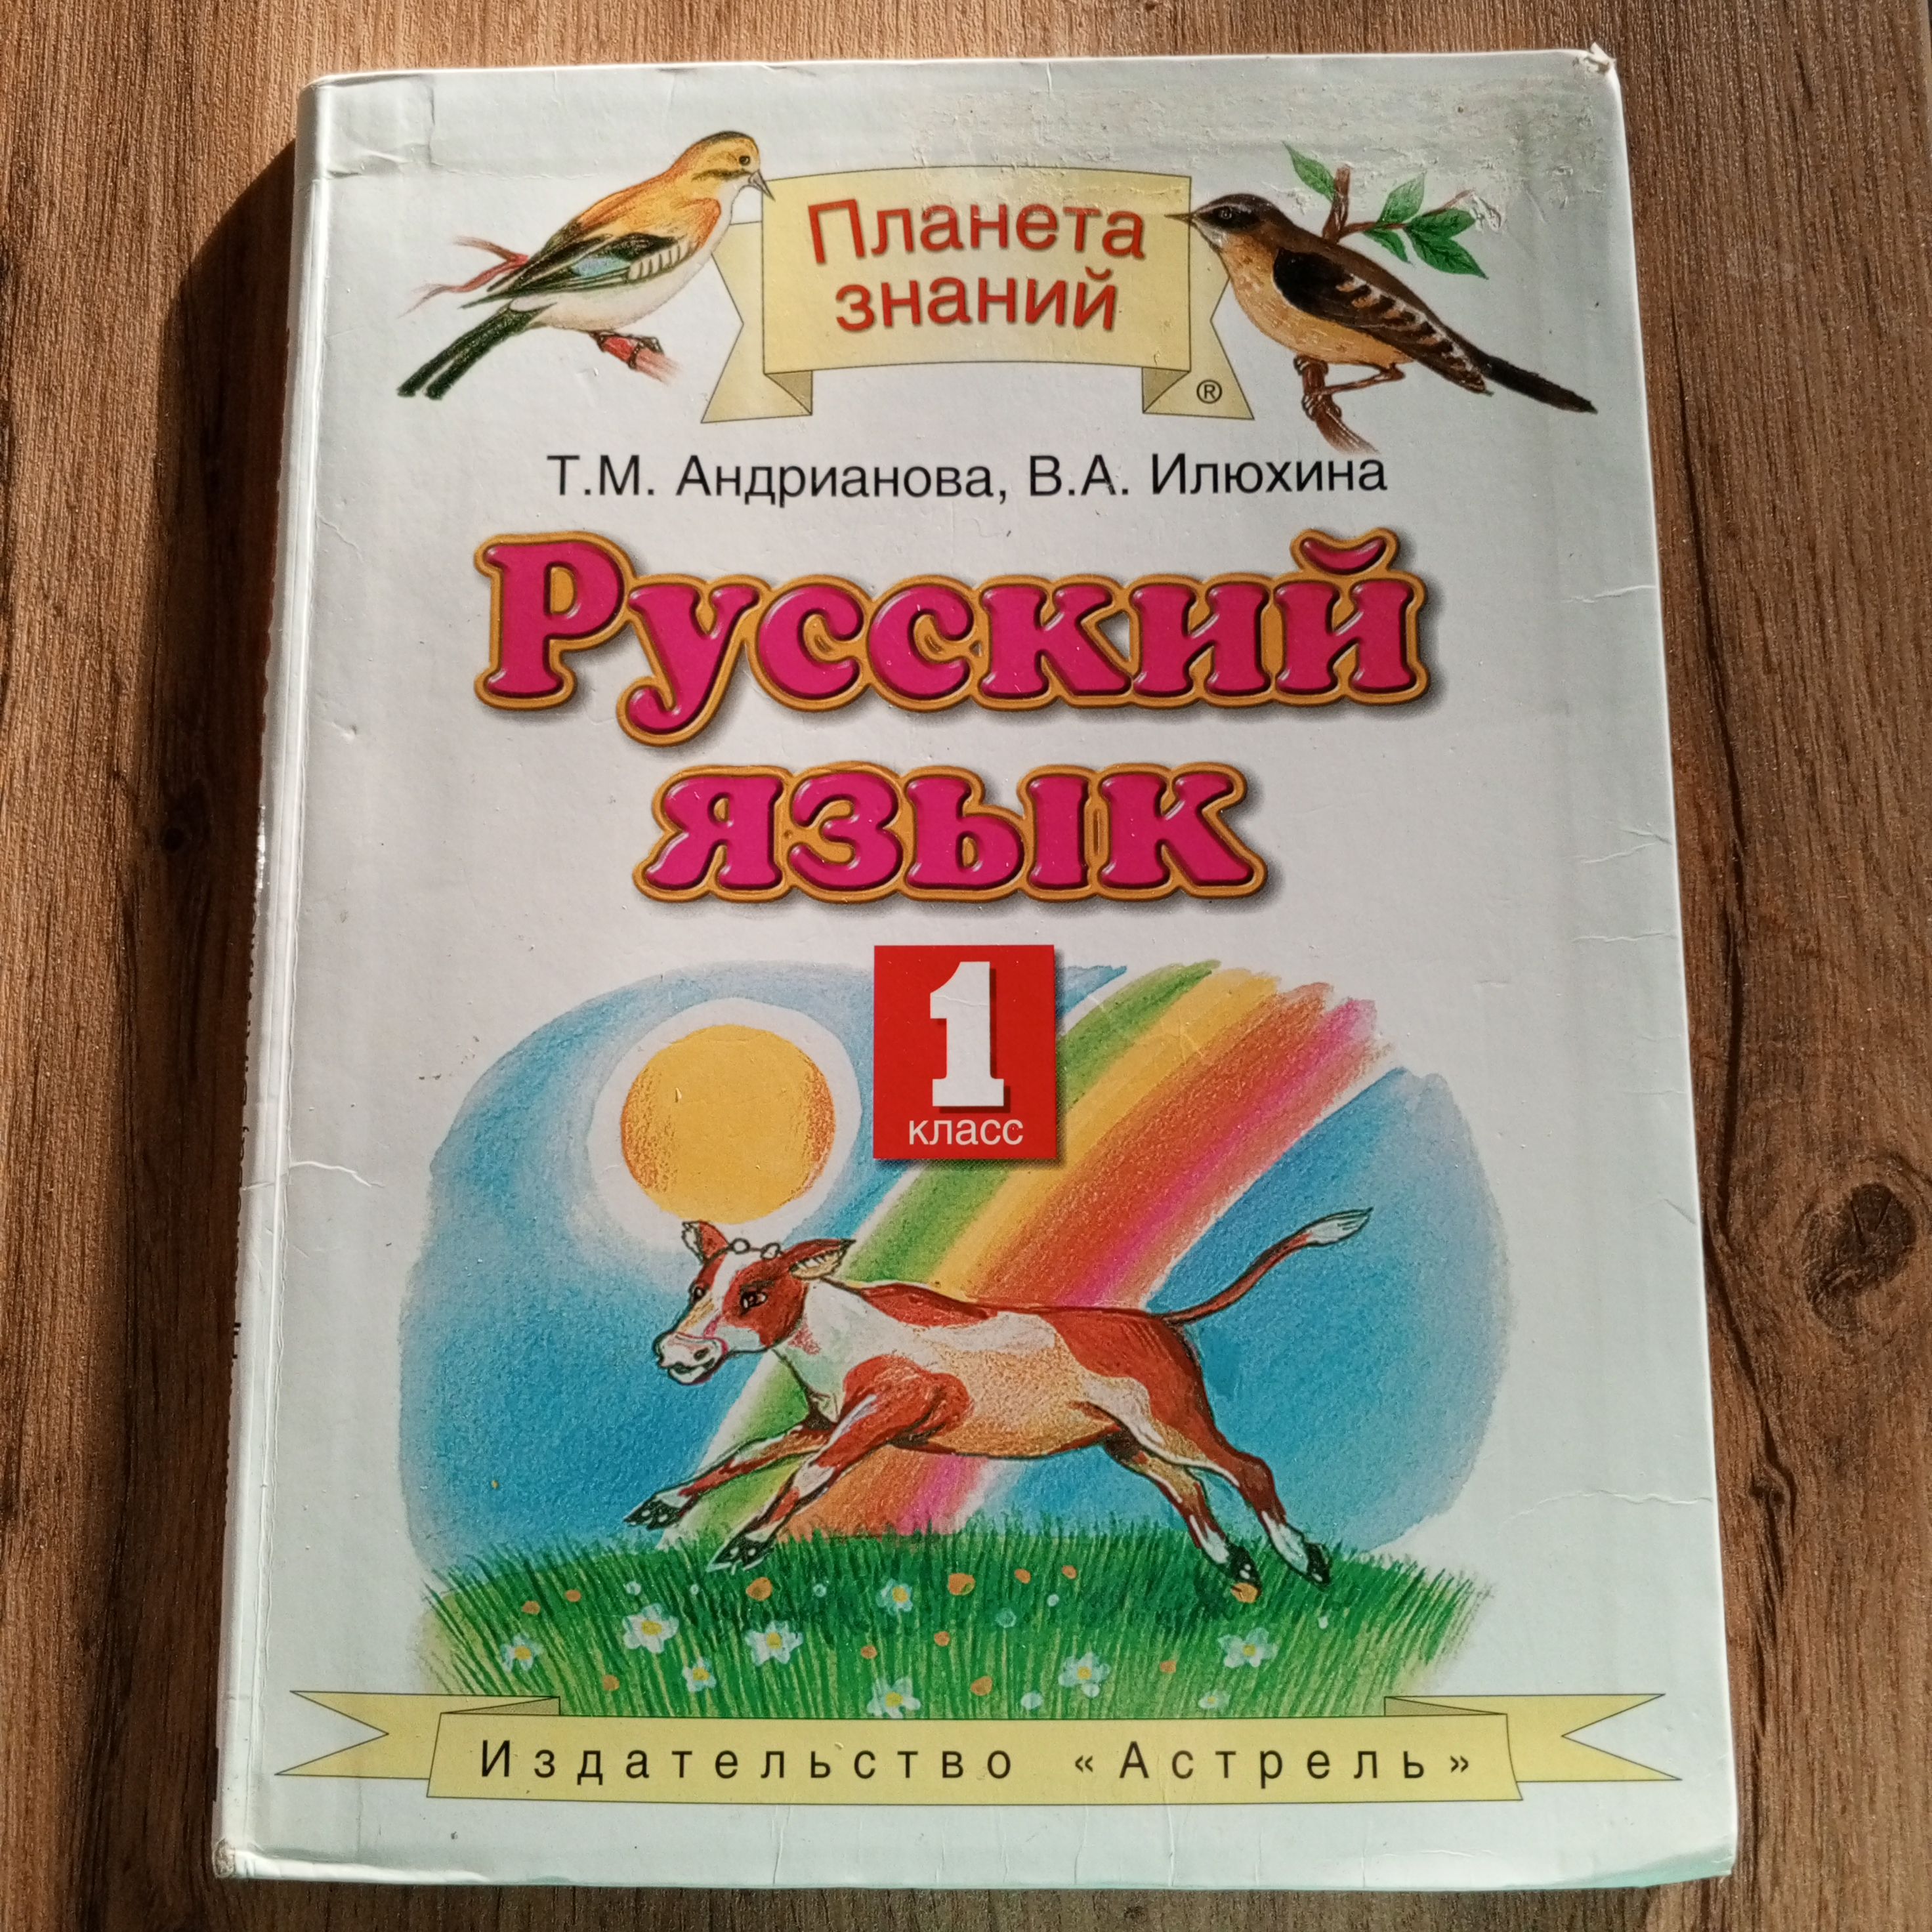 Планета
знаний
®
Т.М. Андрианова, В.А. Илюхина
Русский
язык
1
класс
Издательство «Астрель»